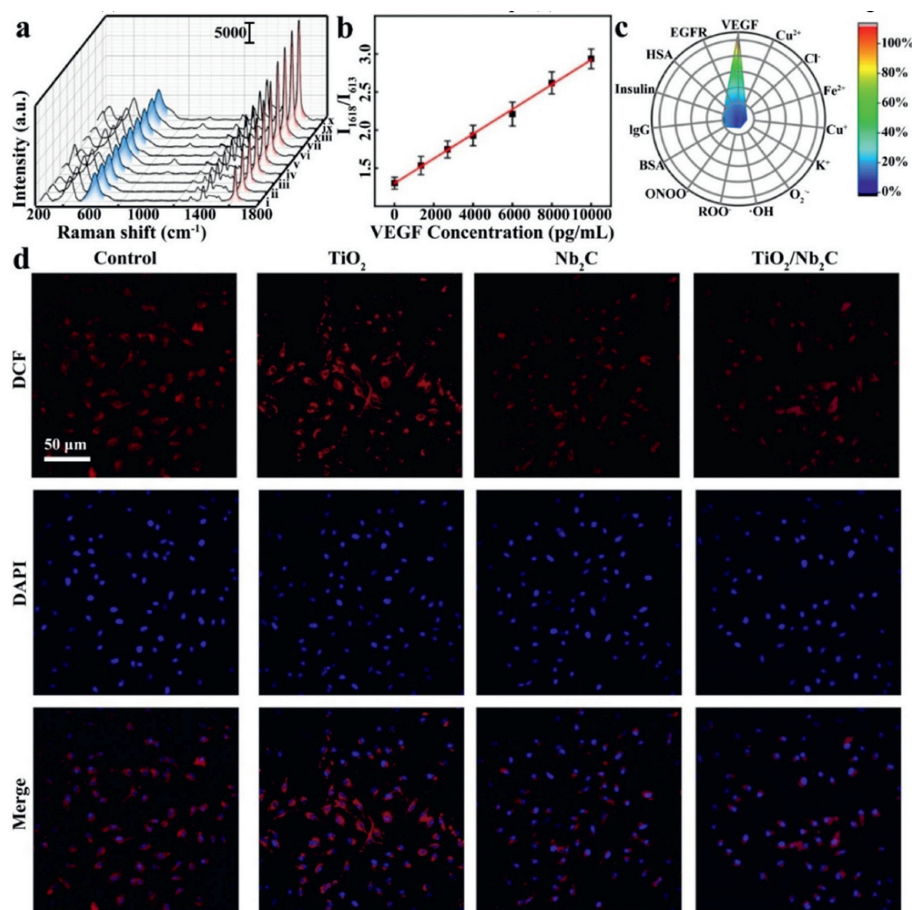 a
5000
Intensity (a.u.)
200 600 1000 1400 1800
Raman shift (cm⁻¹)
i
ii
iii
iv
v
vi
vii
xiii
ix
x
b
I₁₆₁₈/I₆₁₃
3.0
2.5
2.0
1.5
0 2000 4000 6000 8000 10000
VEGF Concentration (pg/mL)
c
VEGF
Cu²⁺
Cl⁻
Fe²⁺
Cu⁺
K⁺
O₂·⁻
·OH
ROO·
ONOO⁻
BSA
IgG
Insulin
HSA
EGFR
100%
80%
60%
40%
20%
0%
d
Control TiO₂ Nb₂C TiO₂/Nb₂C
DCF
50 µm
DAPI
Merge